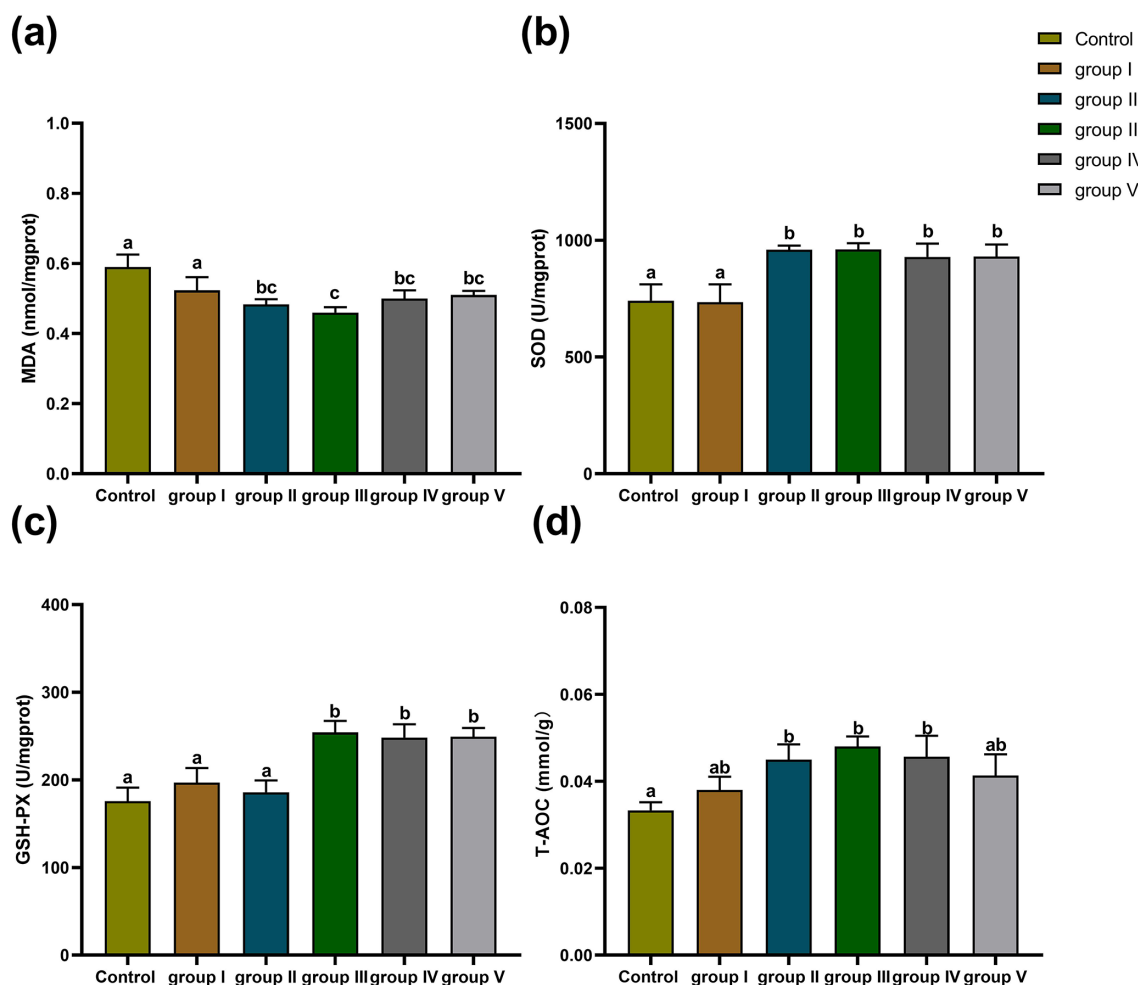 (a)
(b)
Control
group I
group II
group II
group IV
group V
MDA (nmol/mgprot)
1.0
0.8
0.6
0.4
0.2
0.0
a
a
bc
c
bc
bc
Control group I group II group III group IV group V
SOD (U/mgprot)
1500
1000
500
0
a
a
b
b
b
b
Control group I group II group III group IV group V
(c)
(d)
GSH-PX (U/mgprot)
400
300
200
100
0
a
a
a
b
b
b
Control group I group II group III group IV group V
T-AOC (mmol/g）
0.08
0.06
0.04
0.02
0.00
a
ab
b
b
b
ab
Control group I group II group III group IV group V